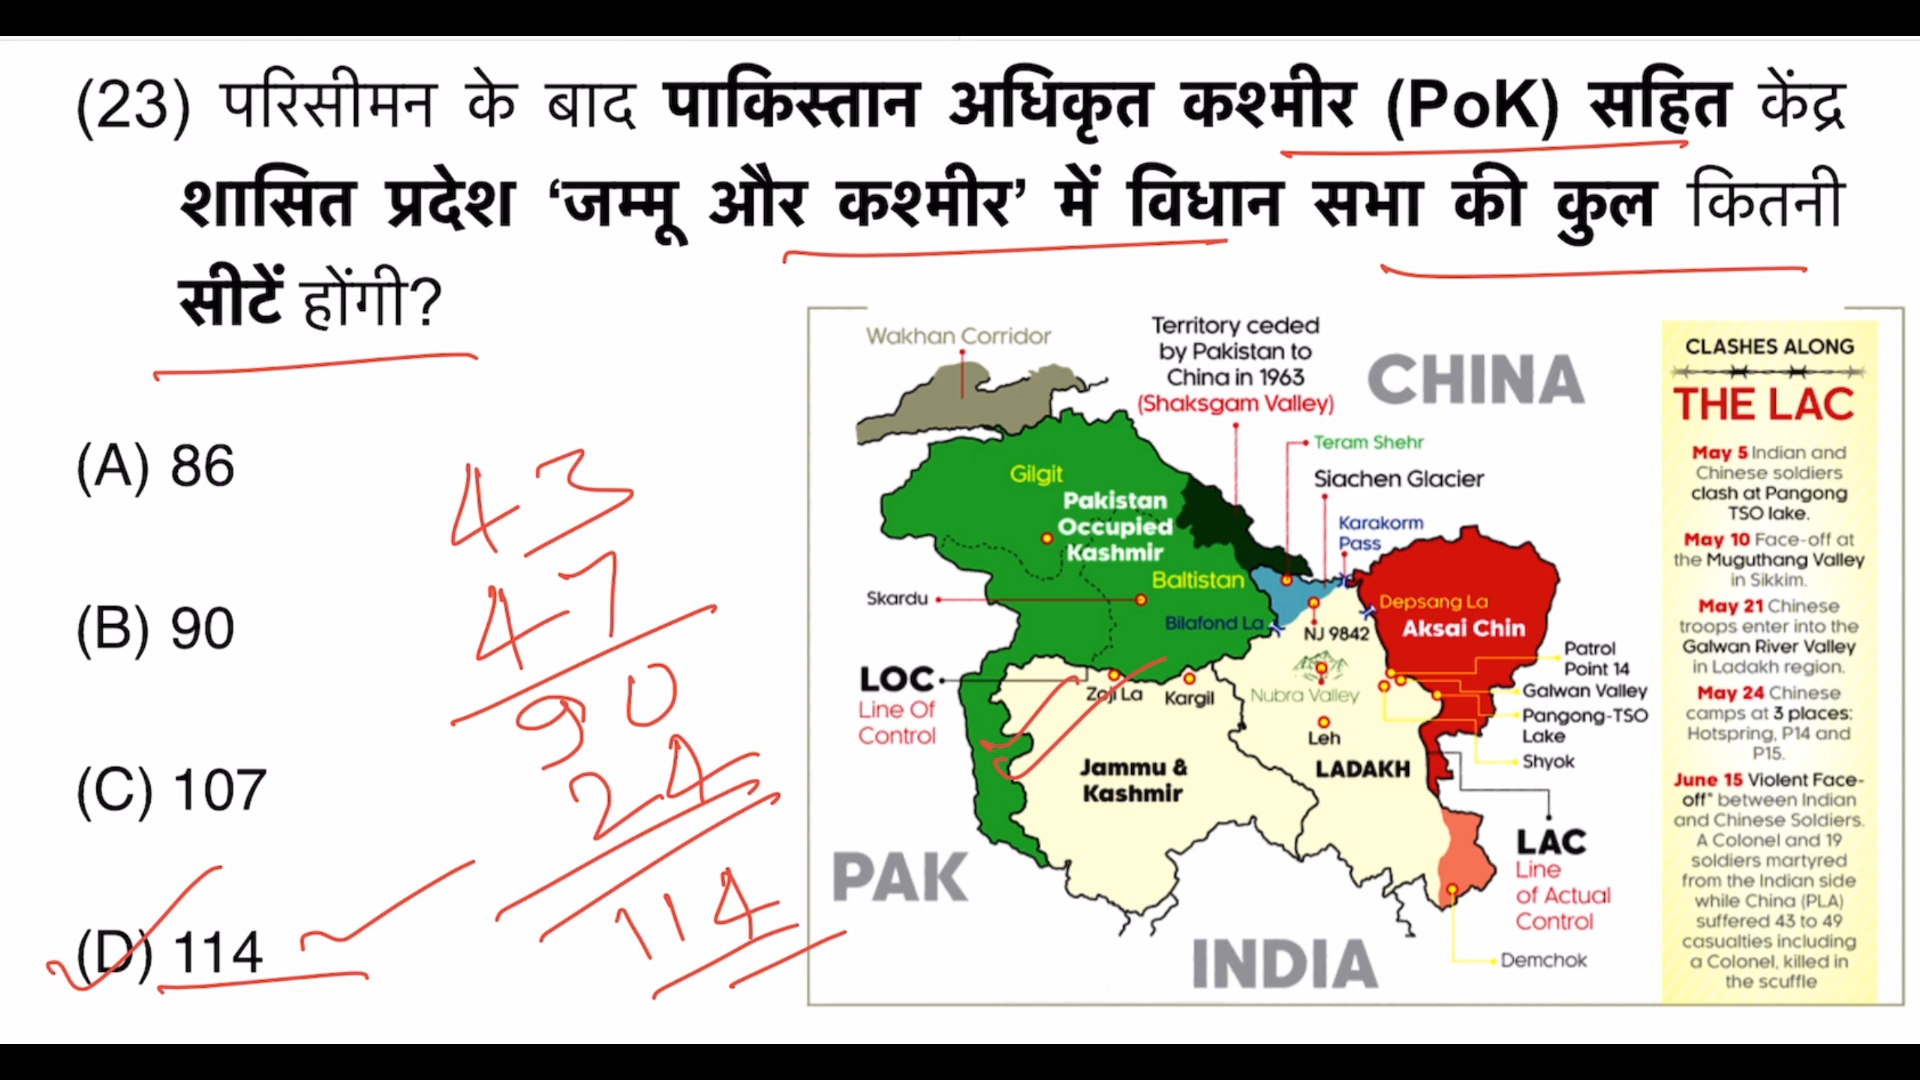 (23) परिसीमन के बाद पाकिस्तान अधिकृत कश्मीर (PoK) सहित केंद्र
शासित प्रदेश ‘जम्मू और कश्मीर’ में विधान सभा की कुल कितनी
सीटें होंगी?
(A) 86
(B) 90
(C) 107
(D) 114
43
47
90
24
114
Wakhan Corridor
Territory ceded
by Pakistan to
China in 1963
(Shaksgam Valley)
CHINA
Teram Shehr
Siachen Glacier
Karakorm
Pass
Gilgit
Pakistan
Occupied
Kashmir
Baltistan
Skardu
Bilafond La
NJ 9842
Depsang La
Aksai Chin
Patrol
Point 14
Galwan Valley
Pangong-TSO
Lake
Shyok
LOC
Line Of
Control
Zoji La
Kargil
Nubra Valley
Leh
LADAKH
Jammu &
Kashmir
PAK
INDIA
LAC
Line
of Actual
Control
Demchok
CLASHES ALONG
THE LAC
May 5 Indian and
Chinese soldiers
clash at Pangong
TSO lake.
May 10 Face-off at
the Muguthang Valley
in Sikkim.
May 21 Chinese
troops enter into the
Galwan River Valley
in Ladakh region.
May 24 Chinese
camps at 3 places:
Hotspring, P14 and
P15.
June 15 Violent Face-
off" between Indian
and Chinese Soldiers.
A Colonel and 19
soldiers martyred
from the Indian side
while China (PLA)
suffered 43 to 49
casualties including
a Colonel, killed in
the scuffle